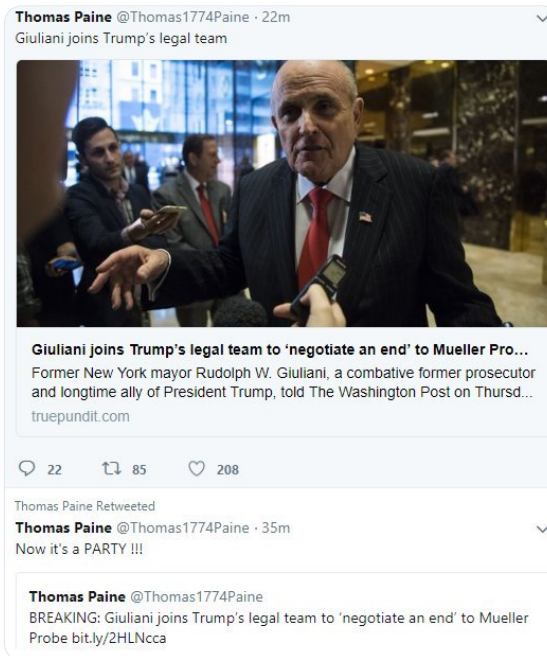 Thomas Paine @Thomas1774Paine · 22m
Giuliani joins Trump's legal team
Giuliani joins Trump's legal team to 'negotiate an end' to Mueller Pro...
Former New York mayor Rudolph W. Giuliani, a combative former prosecutor
and longtime ally of President Trump, told The Washington Post on Thursd...
truepundit.com
22 85 208
Thomas Paine Retweeted
Thomas Paine @Thomas1774Paine · 35m
Now it's a PARTY !!!
Thomas Paine @Thomas1774Paine
BREAKING: Giuliani joins Trump's legal team to 'negotiate an end' to Mueller
Probe bit.ly/2HLNcca